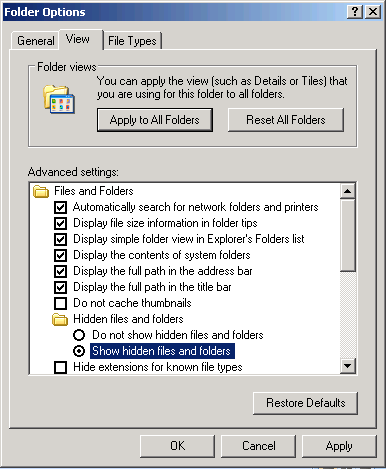 Folder Options
General View File Types
Folder views
You can apply the view (such as Details or Tiles) that
you are using for this folder to all folders.
Apply to All Folders Reset All Folders
Advanced settings:
Files and Folders
Automatically search for network folders and printers
Display file size information in folder tips
Display simple folder view in Explorer's Folders list
Display the contents of system folders
Display the full path in the address bar
Display the full path in the title bar
Do not cache thumbnails
Hidden files and folders
Do not show hidden files and folders
Show hidden files and folders
Hide extensions for known file types
Restore Defaults
OK Cancel Apply